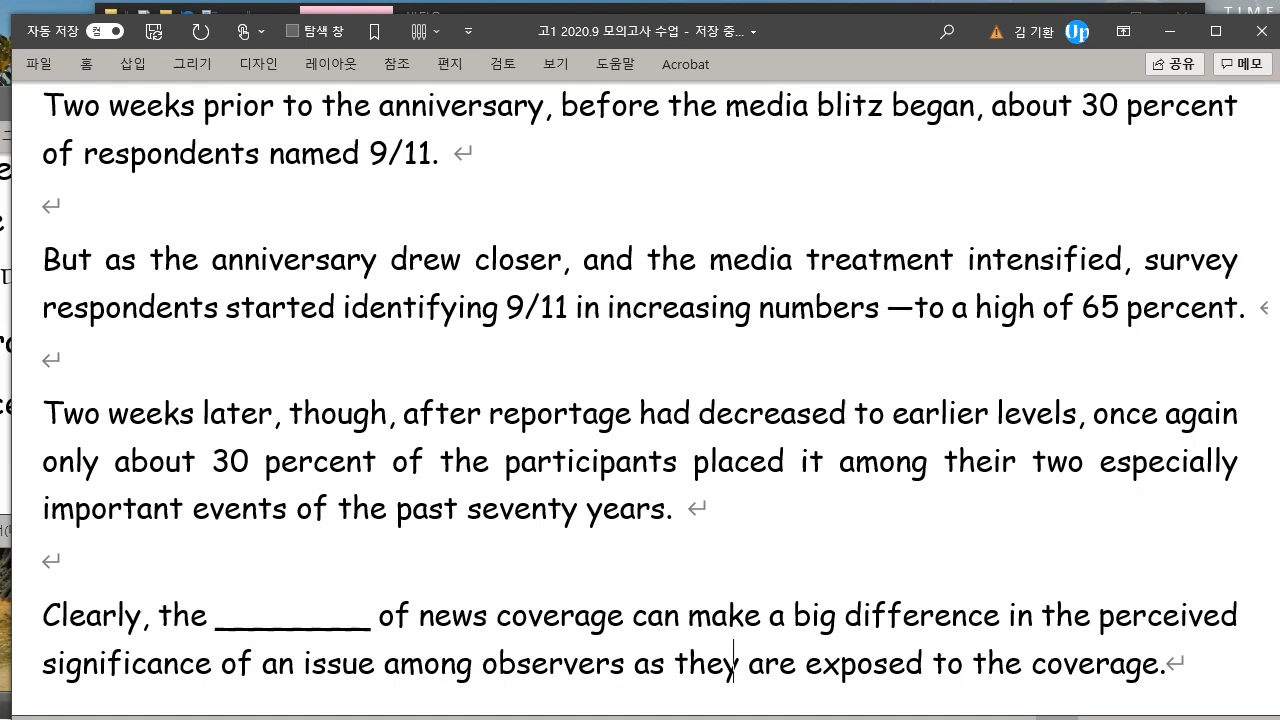 TIME
자동 저장 컴 탐색 창 고1 2020.9 모의고사 수업 - 저장 중... 김 기환 Up
파일 홈 삽입 그리기 디자인 레이아웃 참조 편지 검토 보기 도움말 Acrobat 공유 메모
Two weeks prior to the anniversary, before the media blitz began, about 30 percent
of respondents named 9/11.
But as the anniversary drew closer, and the media treatment intensified, survey
respondents started identifying 9/11 in increasing numbers —to a high of 65 percent.
Two weeks later, though, after reportage had decreased to earlier levels, once again
only about 30 percent of the participants placed it among their two especially
important events of the past seventy years.
Clearly, the ________ of news coverage can make a big difference in the perceived
significance of an issue among observers as they are exposed to the coverage.